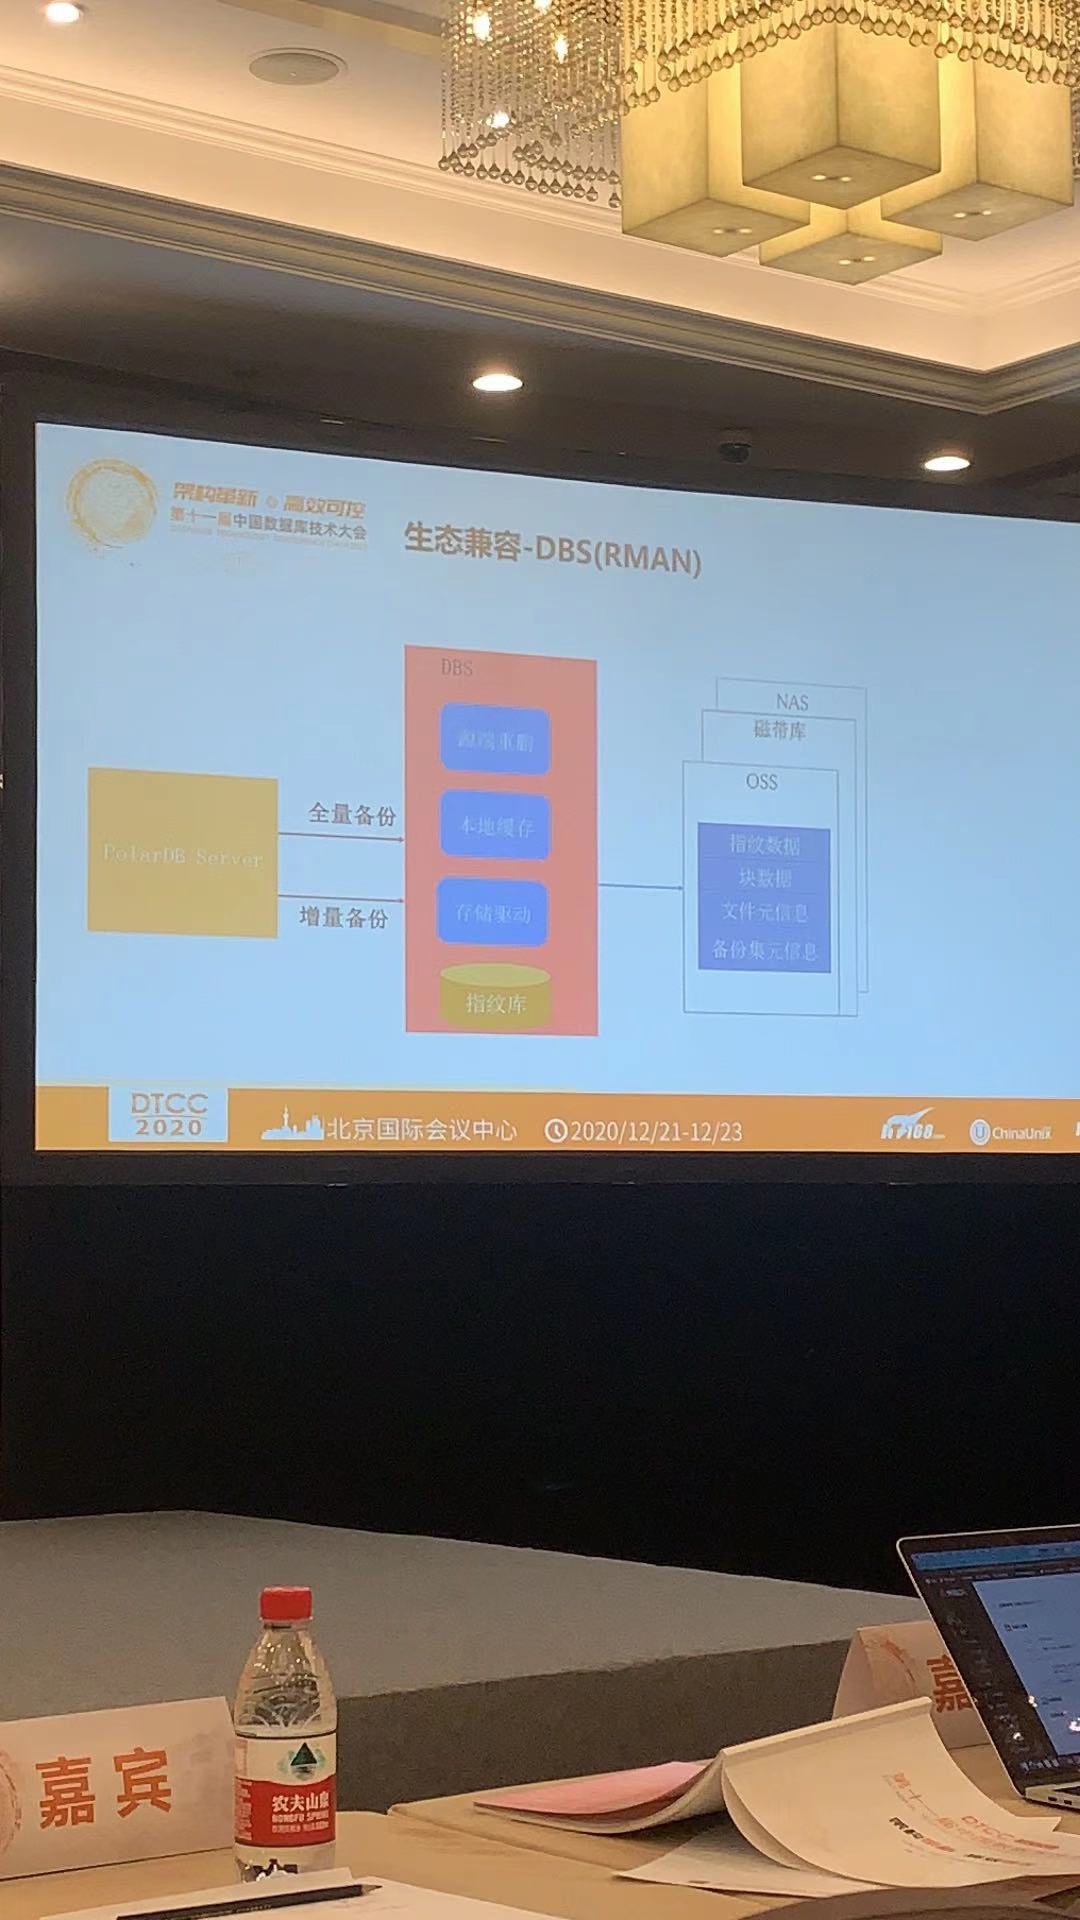 架构革新 高效可控
第十一届中国数据库技术大会
生态兼容-DBS(RMAN)
PolarDB Server
全量备份
增量备份
DBS
源端重删
本地缓存
存储驱动
指纹库
NAS
磁带库
OSS
指纹数据
块数据
文件元信息
备份集元信息
DTCC
2020
北京国际会议中心
2020/12/21-12/23
IT168
ChinaUnix
嘉宾
农夫山泉
NONGFU SPRING
嘉
DTCC